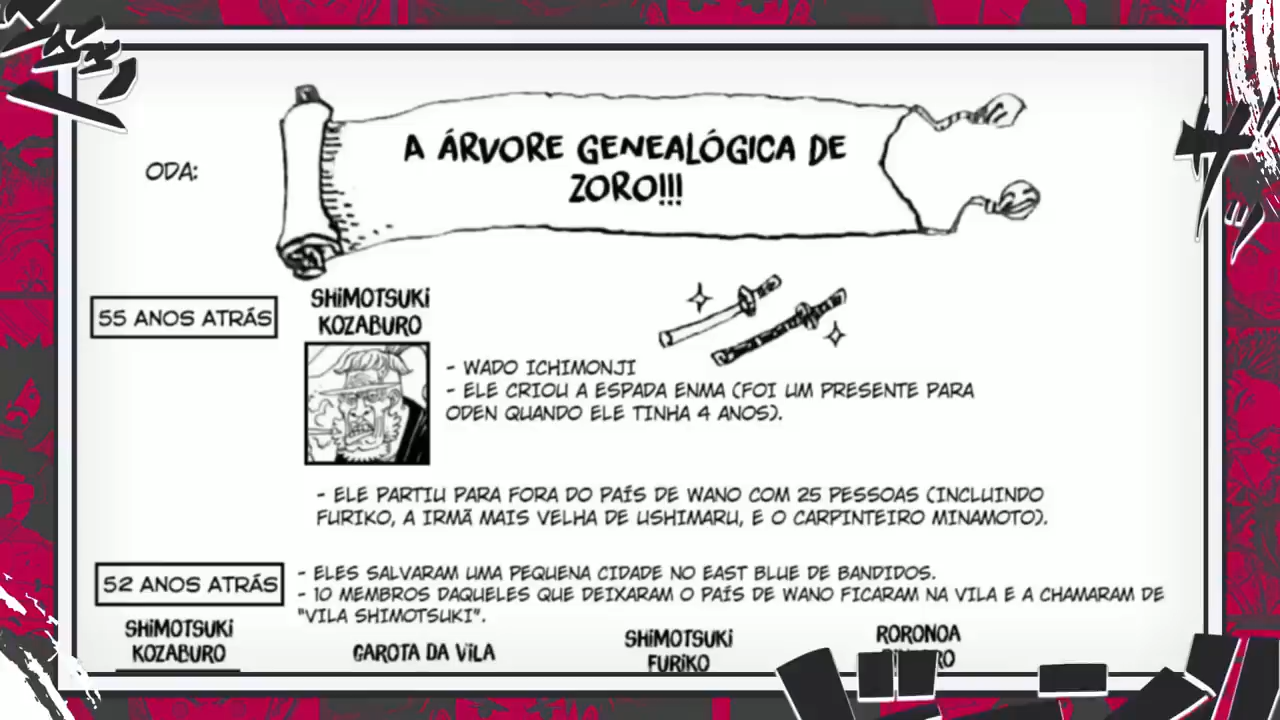 ODA:
A ÁRVORE GENEALÓGICA DE
ZORO!!!
55 ANOS ATRÁS
SHIMOTSUKI
KOZABURO
- WADO ICHIMONJI
- ELE CRIOU A ESPADA ENMA (FOI UM PRESENTE PARA
ODEN QUANDO ELE TINHA 4 ANOS).
- ELE PARTIU PARA FORA DO PAÍS DE WANO COM 25 PESSOAS (INCLUINDO
FURIKO, A IRMÃ MAIS VELHA DE USHIMARU, E O CARPINTEIRO MINAMOTO).
52 ANOS ATRÁS
- ELES SALVARAM UMA PEQUENA CIDADE NO EAST BLUE DE BANDIDOS.
- 10 MEMBROS DAQUELES QUE DEIXARAM O PAÍS DE WANO FICARAM NA VILA E A CHAMARAM DE
"VILA SHIMOTSUKI".
SHIMOTSUKI
KOZABURO
GAROTA DA VILA
SHIMOTSUKI
FURIKO
RORONOA